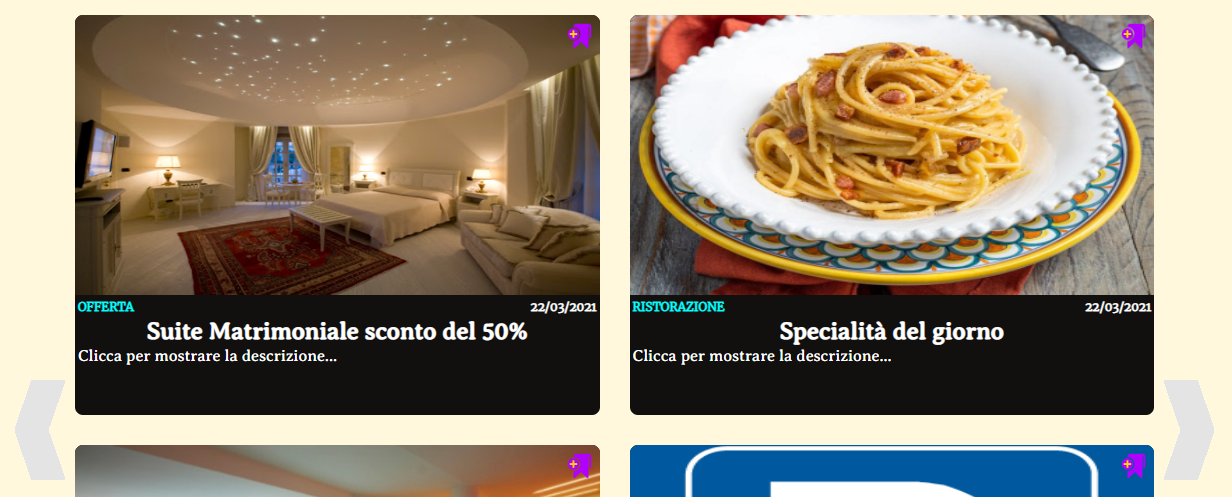 OFFERTA 22/03/2021
Suite Matrimoniale sconto del 50%
Clicca per mostrare la descrizione...
RISTORAZIONE 22/03/2021
Specialità del giorno
Clicca per mostrare la descrizione...